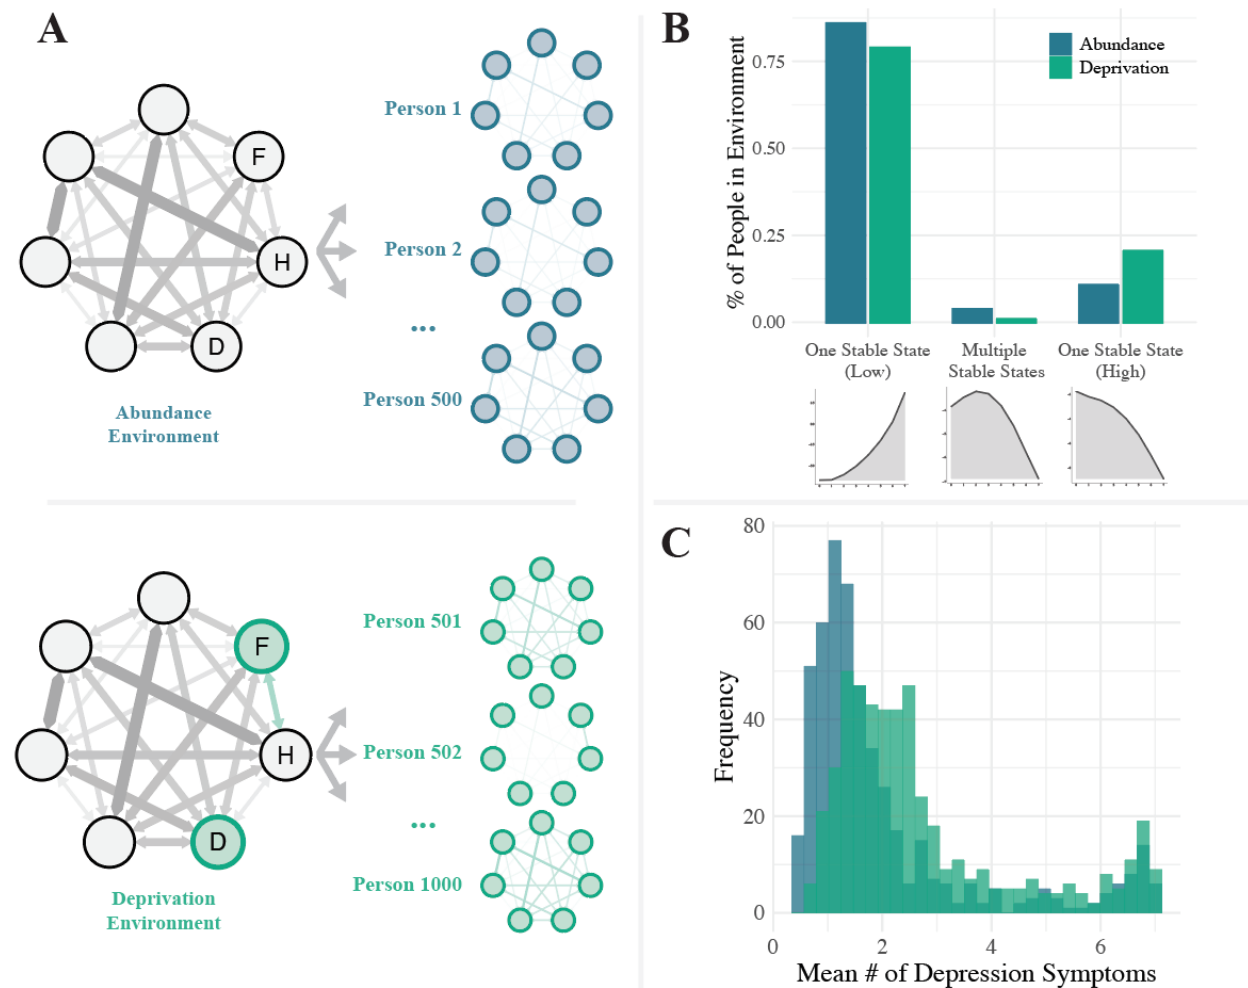 A
F
H
D
Abundance
Environment
Person 1
Person 2
...
Person 500
F
H
D
Deprivation
Environment
Person 501
Person 502
...
Person 1000
B
% of People in Environment
0.75
0.50
0.25
0.00
Abundance
Deprivation
One Stable State
(Low)
Multiple
Stable States
One Stable State
(High)
C
Frequency
80
60
40
20
0
0 2 4 6
Mean # of Depression Symptoms